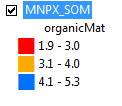 MNPX_SOM
organicMat
1.9 - 3.0
3.1 - 4.0
4.1 - 5.3